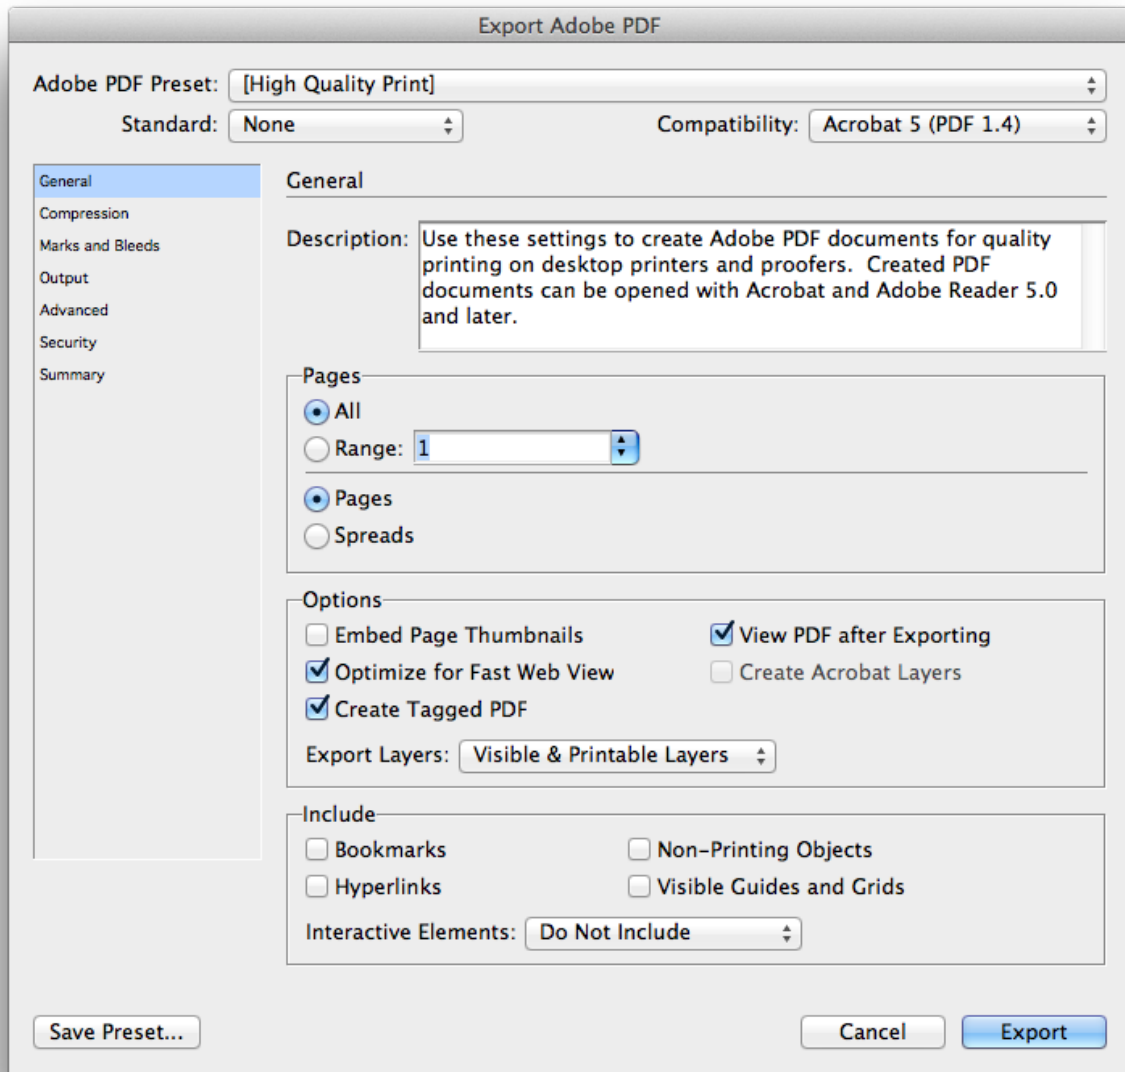 Export Adobe PDF
Adobe PDF Preset: [High Quality Print]
Standard: None Compatibility: Acrobat 5 (PDF 1.4)
General
Compression
Marks and Bleeds
Output
Advanced
Security
Summary
General
Description: Use these settings to create Adobe PDF documents for quality
printing on desktop printers and proofers.  Created PDF
documents can be opened with Acrobat and Adobe Reader 5.0
and later.
Pages
All
Range: 1
Pages
Spreads
Options
Embed Page Thumbnails View PDF after Exporting
Optimize for Fast Web View Create Acrobat Layers
Create Tagged PDF
Export Layers: Visible & Printable Layers
Include
Bookmarks Non-Printing Objects
Hyperlinks Visible Guides and Grids
Interactive Elements: Do Not Include
Save Preset... Cancel Export